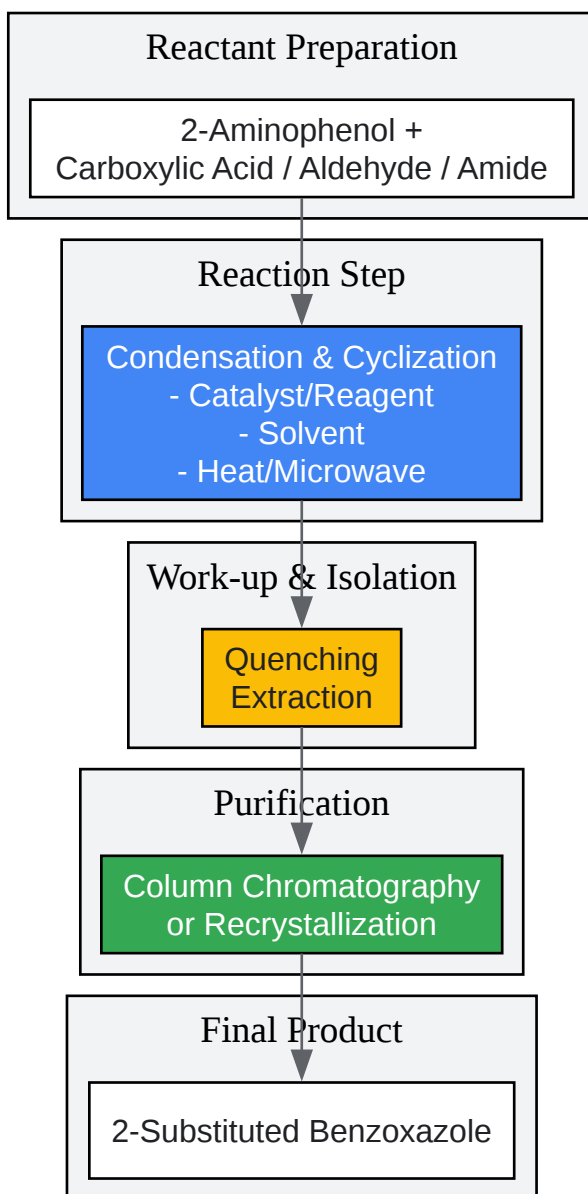 Reactant Preparation
2-Aminophenol +
Carboxylic Acid / Aldehyde / Amide
Reaction Step
Condensation & Cyclization
- Catalyst/Reagent
- Solvent
- Heat/Microwave
Work-up & Isolation
Quenching
Extraction
Purification
Column Chromatography
or Recrystallization
Final Product
2-Substituted Benzoxazole